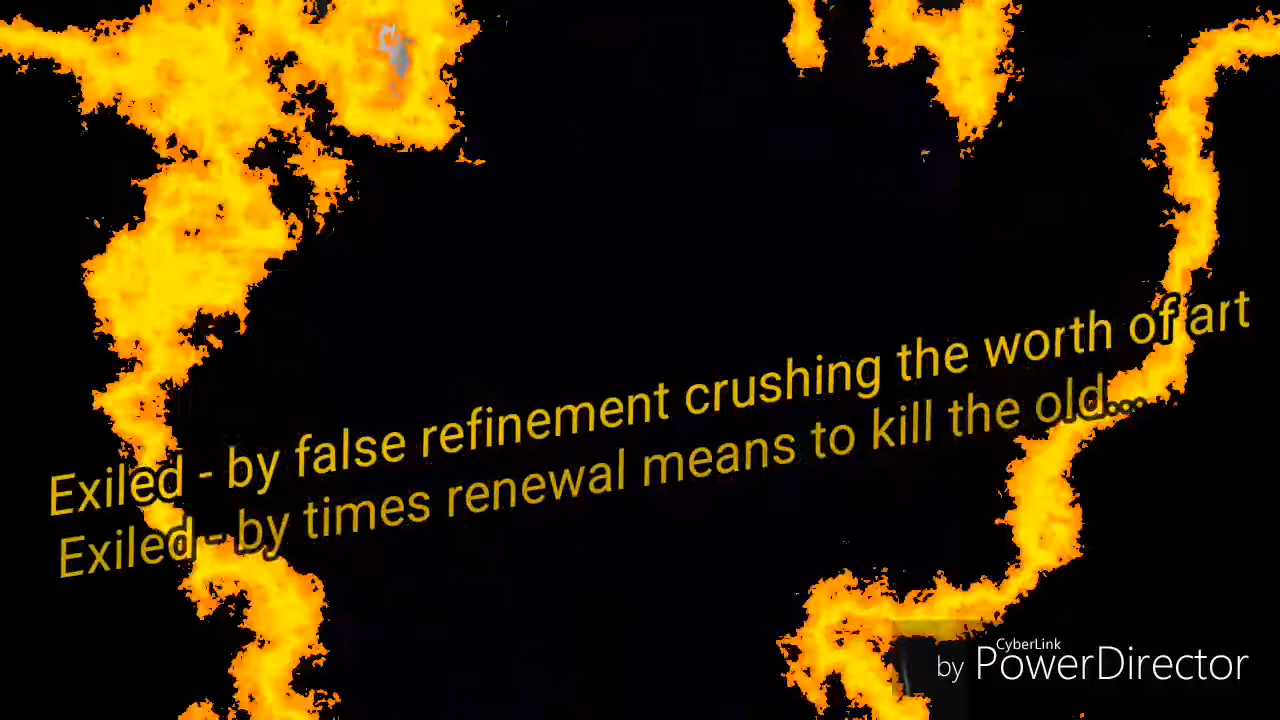 Exiled - by false refinement crushing the worth of art
Exiled - by times renewal means to kill the old...
CyberLink
by PowerDirector